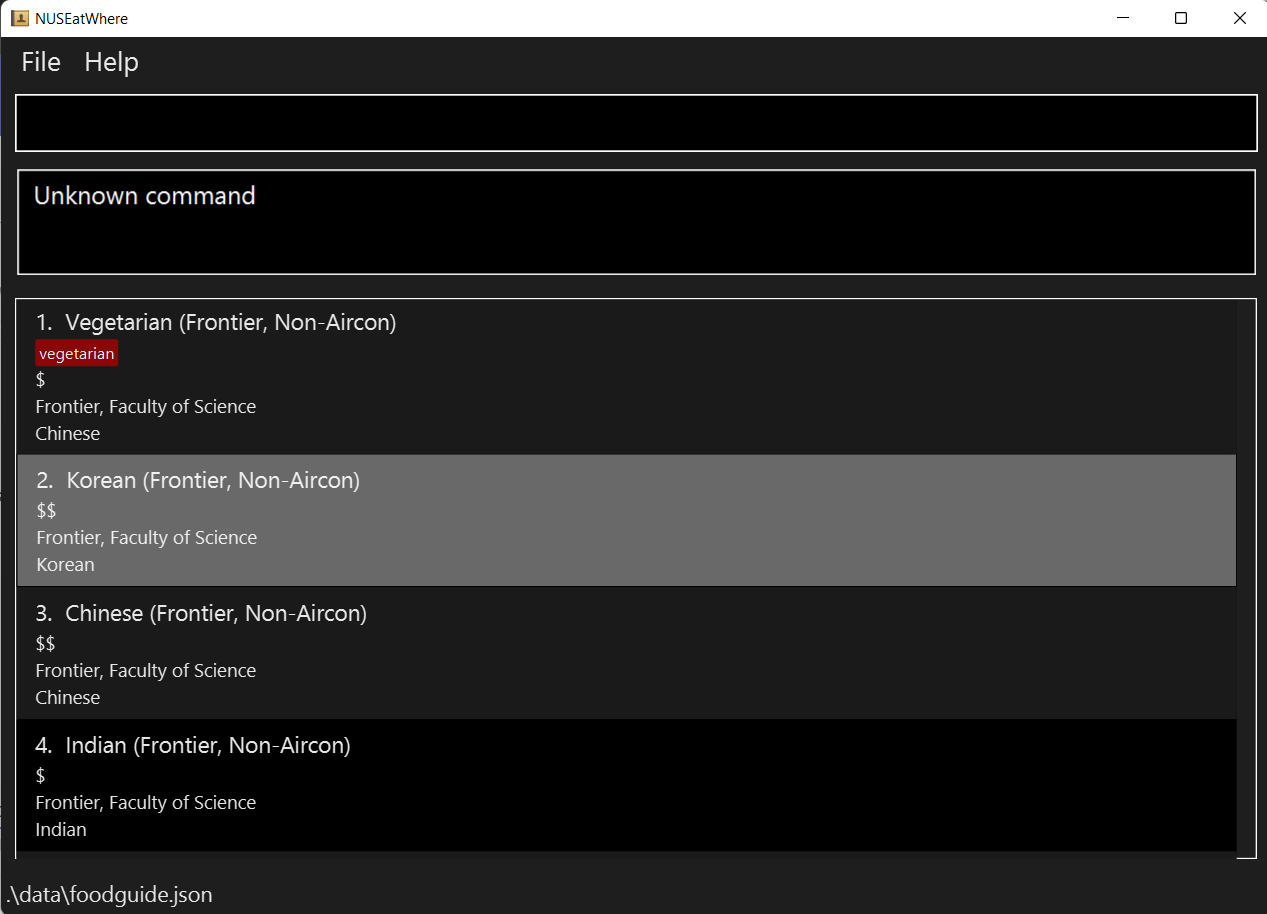 NUSEatWhere
File Help
Unknown command
1. Vegetarian (Frontier, Non-Aircon)
vegetarian
$
Frontier, Faculty of Science
Chinese
2. Korean (Frontier, Non-Aircon)
$$
Frontier, Faculty of Science
Korean
3. Chinese (Frontier, Non-Aircon)
$$
Frontier, Faculty of Science
Chinese
4. Indian (Frontier, Non-Aircon)
$
Frontier, Faculty of Science
Indian
.\data\foodguide.json